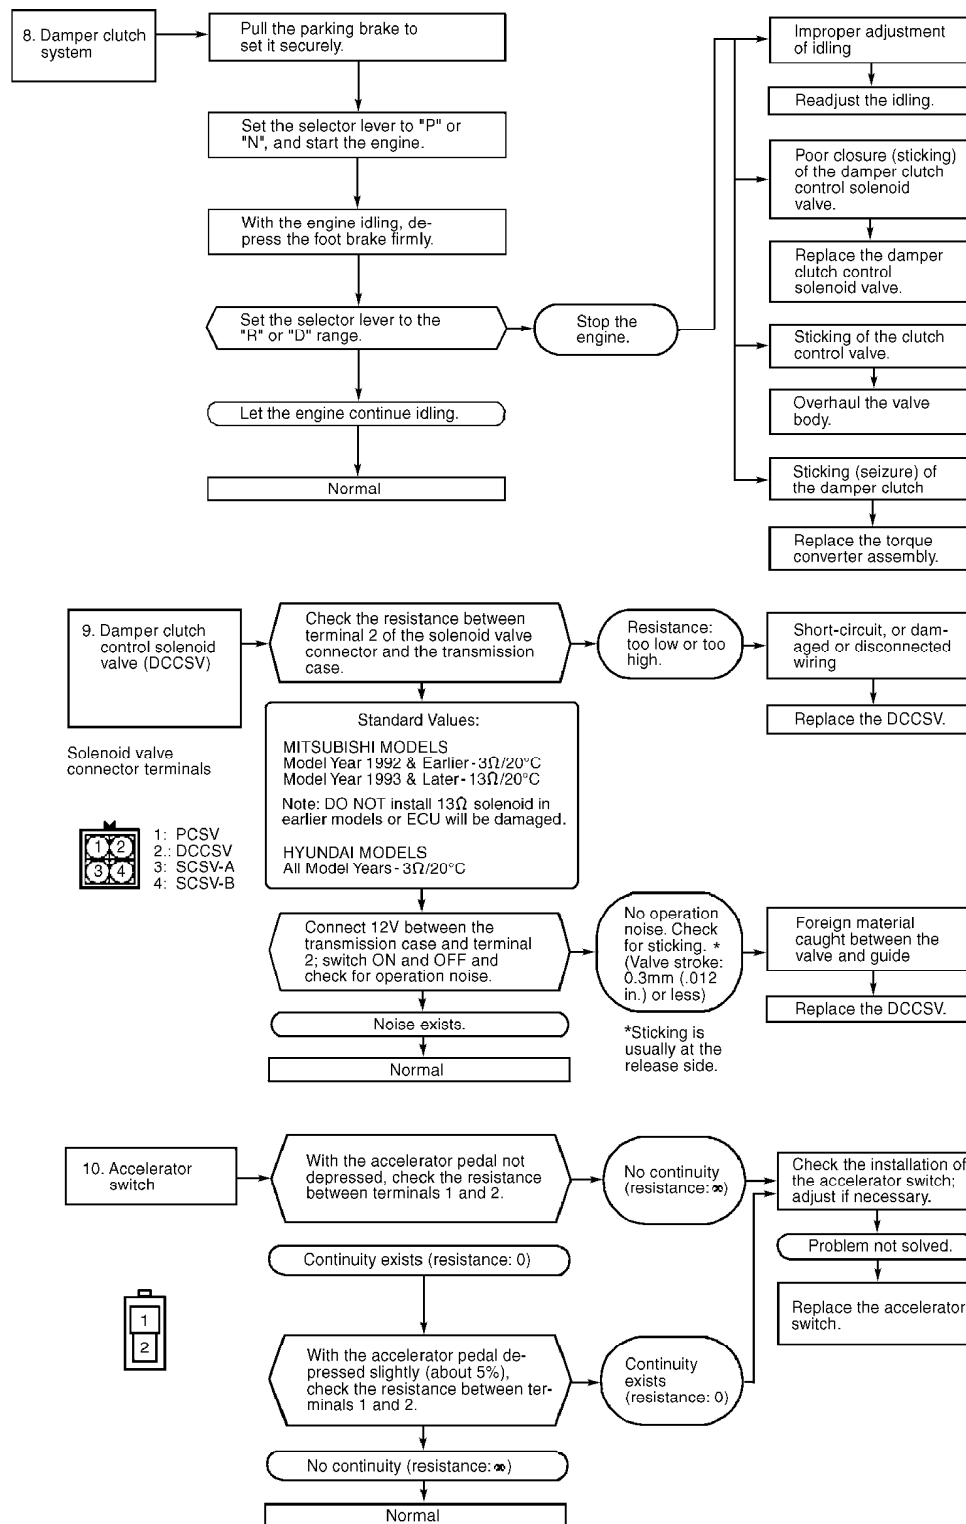 8. Damper clutch
system
Pull the parking brake to
set it securely.
Set the selector lever to "P" or
"N", and start the engine.
With the engine idling, de-
press the foot brake firmly.
Set the selector lever to the
"R" or "D" range.
Let the engine continue idling.
Normal
Stop the
engine.
Improper adjustment
of idling
Readjust the idling.
Poor closure (sticking)
of the damper clutch
control solenoid
valve.
Replace the damper
clutch control
solenoid valve.
Sticking of the clutch
control valve.
Overhaul the valve
body.
Sticking (seizure) of
the damper clutch
Replace the torque
converter assembly.
9. Damper clutch
control solenoid
valve (DCCSV)
Solenoid valve
connector terminals
1 2
3 4
1: PCSV
2.: DCCSV
3: SCSV-A
4: SCSV-B
Check the resistance between
terminal 2 of the solenoid valve
connector and the transmission
case.
Standard Values:
MITSUBISHI MODELS
Model Year 1992 & Earlier - 3Ω/20°C
Model Year 1993 & Later - 13Ω/20°C
Note: DO NOT install 13Ω solenoid in
earlier models or ECU will be damaged.
HYUNDAI MODELS
All Model Years - 3Ω/20°C
Connect 12V between the
transmission case and terminal
2; switch ON and OFF and
check for operation noise.
Noise exists.
Normal
Resistance:
too low or too
high.
Short-circuit, or dam-
aged or disconnected
wiring
Replace the DCCSV.
No operation
noise. Check
for sticking. *
(Valve stroke:
0.3mm (.012
in.) or less)
*Sticking is
usually at the
release side.
Foreign material
caught between the
valve and guide
Replace the DCCSV.
10. Accelerator
switch
1
2
With the accelerator pedal not
depressed, check the resistance
between terminals 1 and 2.
Continuity exists (resistance: 0)
With the accelerator pedal de-
pressed slightly (about 5%),
check the resistance between ter-
minals 1 and 2.
No continuity (resistance: ∞)
Normal
No continuity
(resistance: ∞)
Continuity
exists
(resistance: 0)
Check the installation of
the accelerator switch;
adjust if necessary.
Problem not solved.
Replace the accelerator
switch.